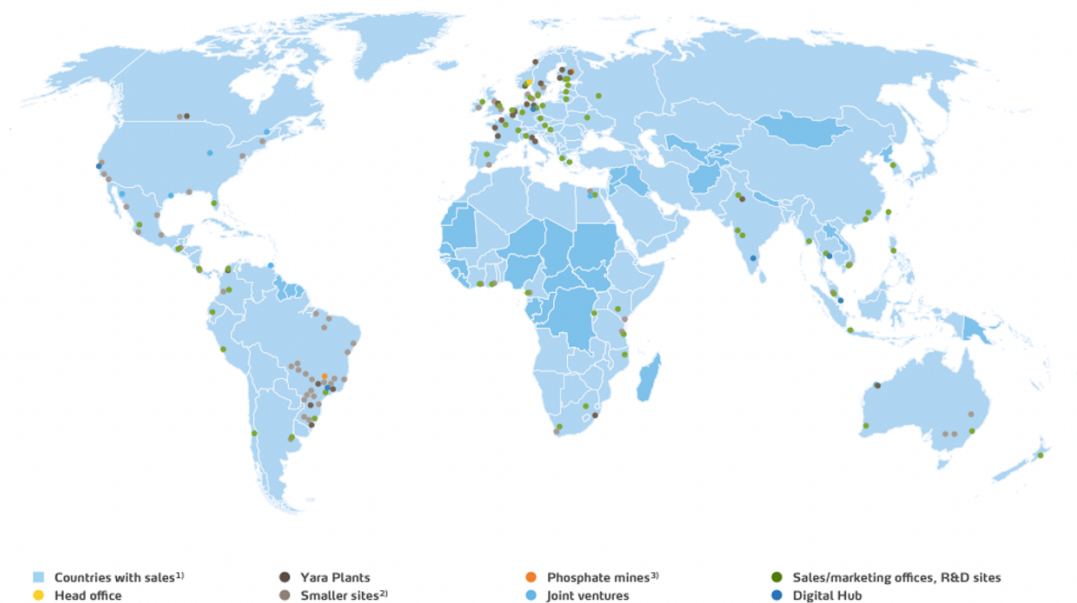 Countries with sales1) Yara Plants Phosphate mines3) Sales/marketing offices, R&D sites
Head office Smaller sites2) Joint ventures Digital Hub